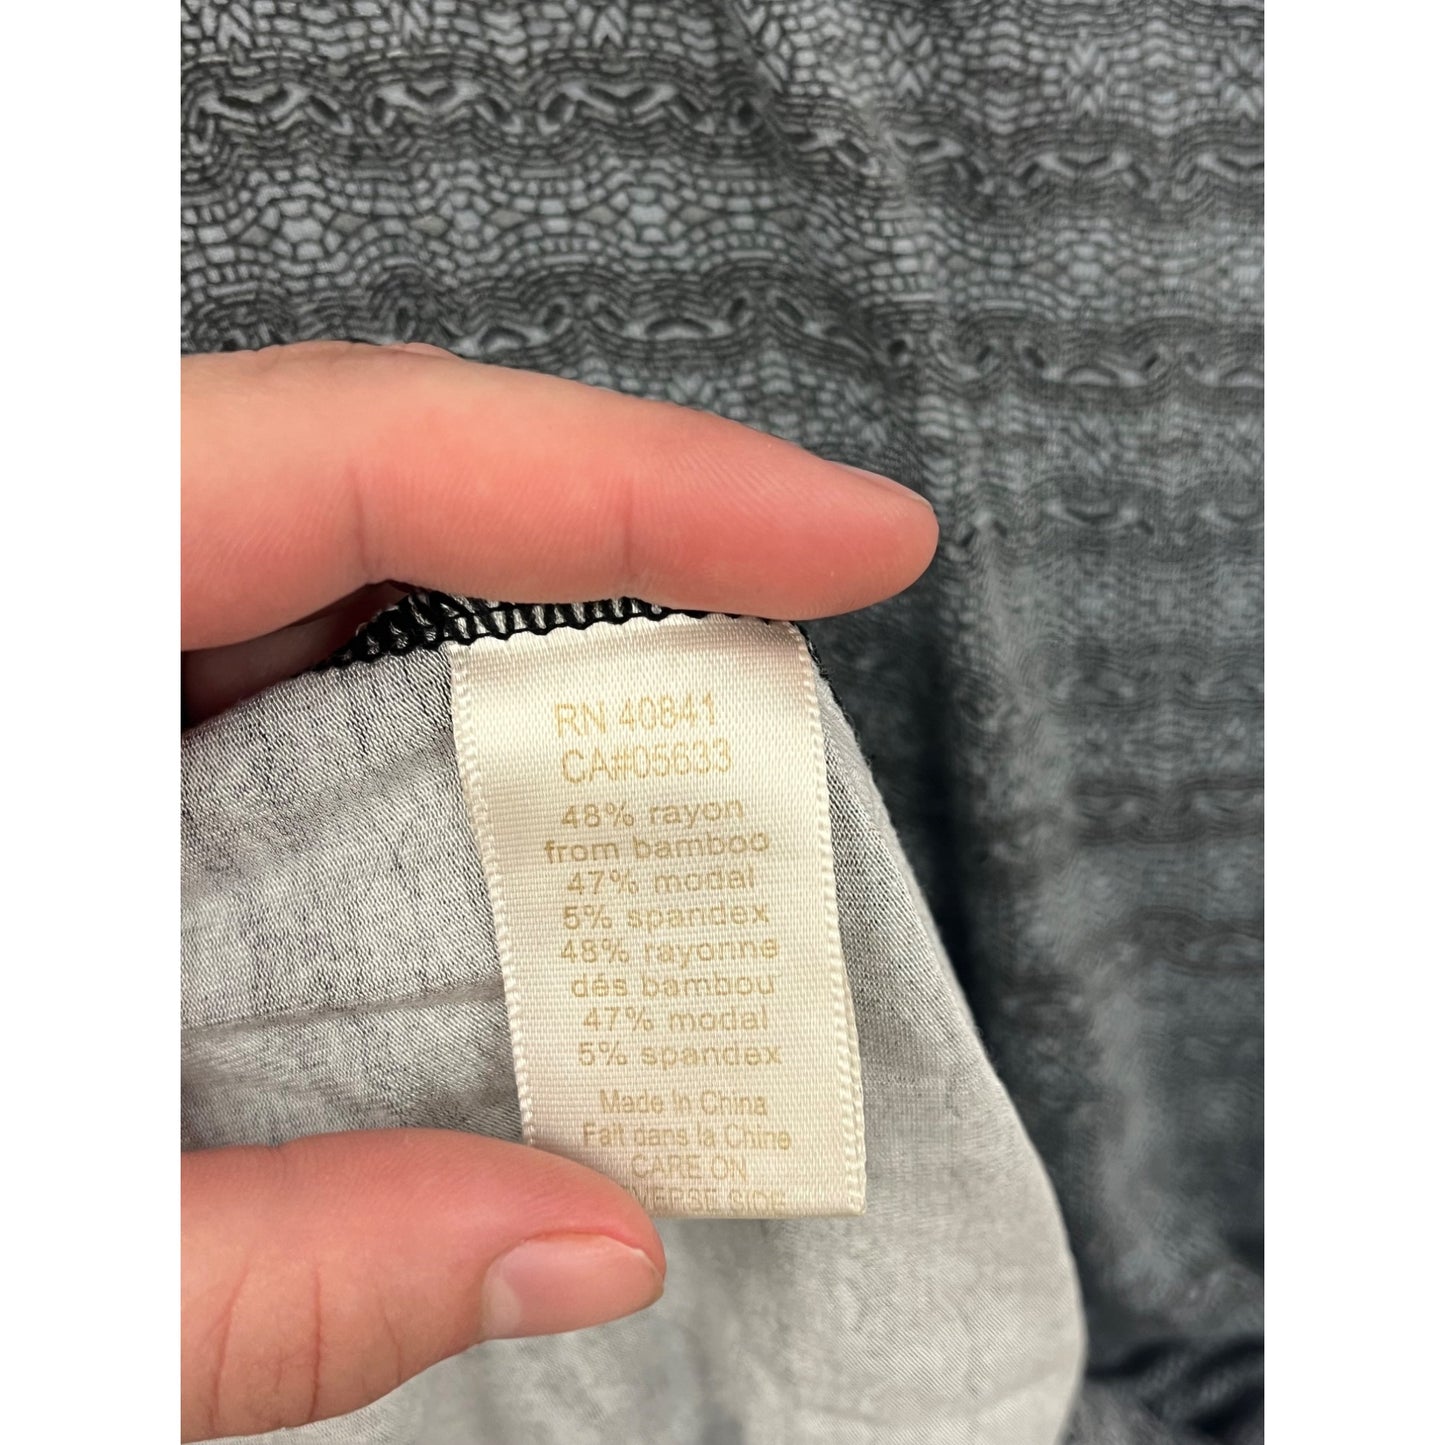 RN 40841
CA#05633
48% rayon
from bamboo
47% modal
5% spandex
48% rayonne
dés bambou
47% modal
5% spandex
Made In China
Fait dans la Chine
CARE ON
SIDE